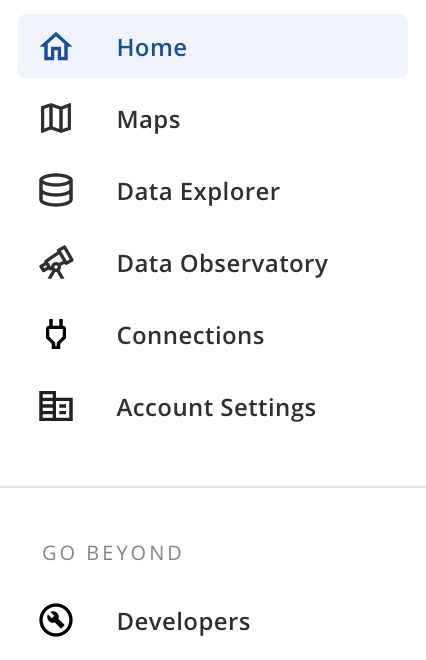 Home
Maps
Data Explorer
Data Observatory
Connections
Account Settings
GO BEYOND
Developers